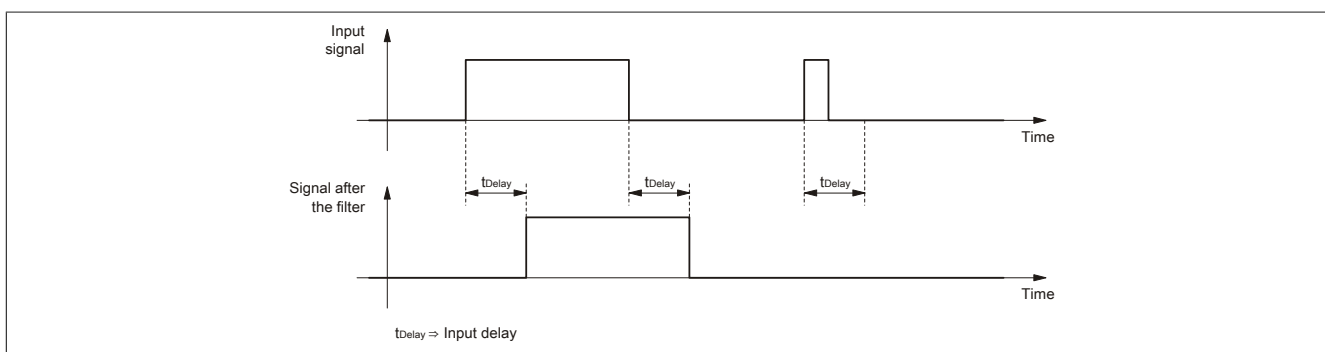 Input
signal
Time
tDelay
tDelay
tDelay
Signal after
the filter
Time
tDelay ⇒ Input delay